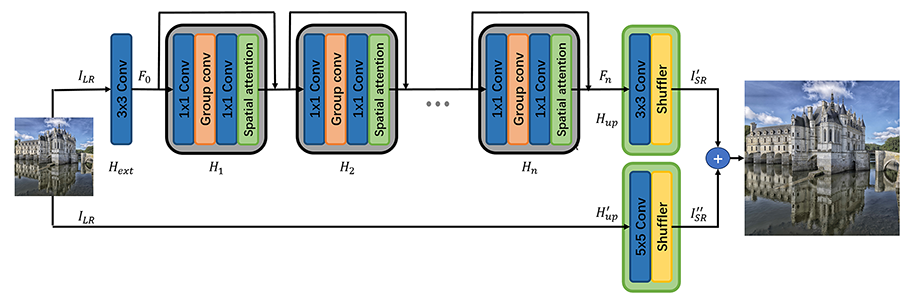 I_{LR}
3x3 Conv
H_{ext}
F_0
1x1 Conv
Group conv
1x1 Conv
Spatial attention
H_1
1x1 Conv
Group conv
1x1 Conv
Spatial attention
H_2
...
1x1 Conv
Group conv
1x1 Conv
Spatial attention
H_n
F_n
H_{up}
3x3 Conv
Shuffler
I'_{SR}
+
I_{LR}
H'_{up}
5x5 Conv
Shuffler
I''_{SR}